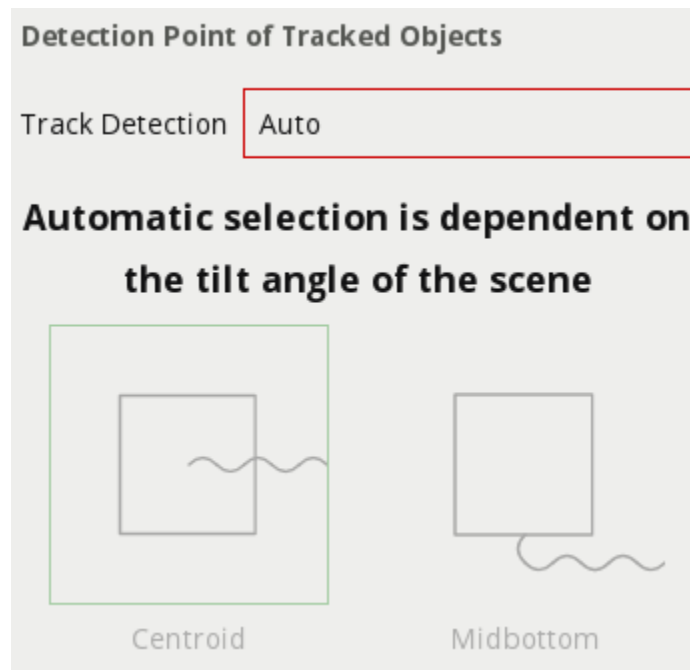 Detection Point of Tracked Objects
Track Detection Auto
Automatic selection is dependent on
the tilt angle of the scene
Centroid Midbottom